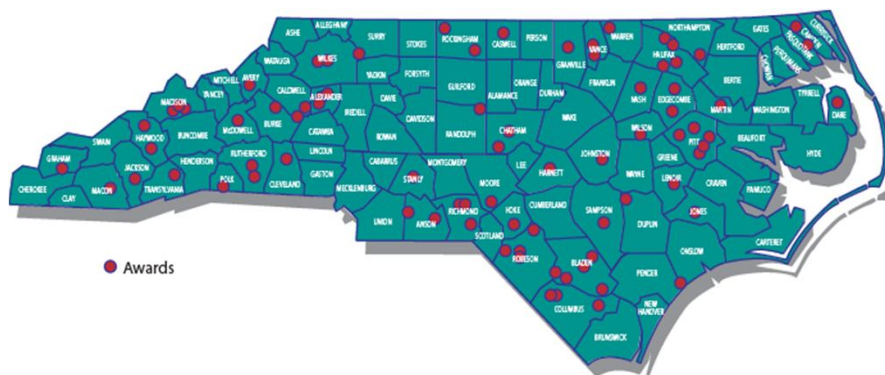 ALLEGHANY
ASHE
SURRY
STOKES
ROCKINGHAM
CASWELL
PERSON
GRANVILLE
VANCE
WARREN
NORTHAMPTON
GATES
CURRITUCK
CAMDEN
PASQUOTANK
PERQUIMANS
CHOWAN
HERTFORD
HALIFAX
BERTIE
WATAUGA
WILKES
YADKIN
FORSYTH
GUILFORD
ALAMANCE
ORANGE
DURHAM
FRANKLIN
NASH
EDGECOMBE
MARTIN
WASHINGTON
TYRRELL
DARE
MITCHELL
AVERY
YANCEY
CALDWELL
ALEXANDER
IREDELL
DAVIE
DAVIDSON
RANDOLPH
CHATHAM
WAKE
WILSON
PITT
BEAUFORT
HYDE
MADISON
BUNCOMBE
MCDOWELL
BURKE
CATAWBA
ROWAN
SWAIN
HAYWOOD
GRAHAM
JACKSON
HENDERSON
RUTHERFORD
LINCOLN
CABARRUS
MONTGOMERY
LEE
JOHNSTON
WAYNE
GREENE
LENOIR
CRAVEN
PAMLICO
CHEROKEE
CLAY
MACON
TRANSYLVANIA
POLK
CLEVELAND
GASTON
MECKLENBURG
STANLY
MOORE
HARNETT
CUMBERLAND
SAMPSON
DUPLIN
JONES
CARTERET
UNION
ANSON
RICHMOND
SCOTLAND
HOKE
ROBESON
BLADEN
PENDER
ONSLOW
COLUMBUS
NEW
HANOVER
BRUNSWICK
Awards